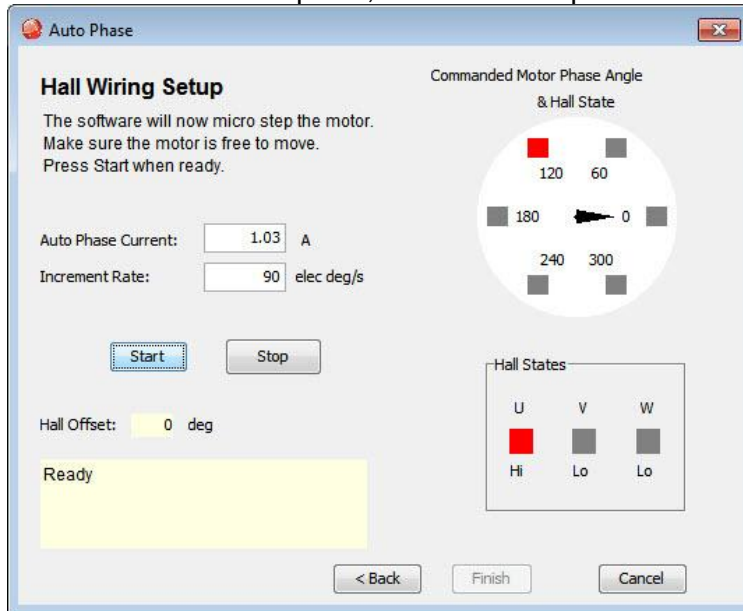 Auto Phase
Hall Wiring Setup
The software will now micro step the motor.
Make sure the motor is free to move.
Press Start when ready.
Auto Phase Current: 1.03 A
Increment Rate: 90 elec deg/s
Start Stop
Hall Offset: 0 deg
Ready
Commanded Motor Phase Angle
& Hall State
120 60
180 0
240 300
Hall States
U V W
Hi Lo Lo
< Back Finish Cancel